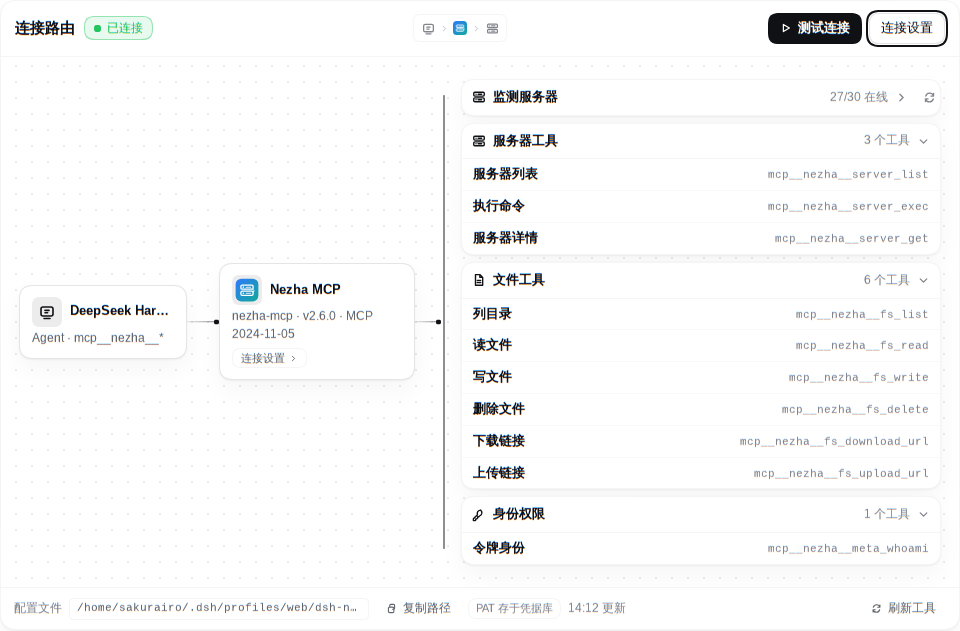 连接路由
已连接
测试连接
连接设置
监测服务器
27/30 在线
服务器工具
3 个工具
服务器列表
mcp__nezha__server_list
执行命令
mcp__nezha__server_exec
服务器详情
mcp__nezha__server_get
DeepSeek Har…
Agent · mcp__nezha__*
Nezha MCP
nezha-mcp · v2.6.0 · MCP
2024-11-05
连接设置
文件工具
6 个工具
列目录
mcp__nezha__fs_list
读文件
mcp__nezha__fs_read
写文件
mcp__nezha__fs_write
删除文件
mcp__nezha__fs_delete
下载链接
mcp__nezha__fs_download_url
上传链接
mcp__nezha__fs_upload_url
身份权限
1 个工具
令牌身份
mcp__nezha__meta_whoami
配置文件
/home/sakurairo/.dsh/profiles/web/dsh-n…
复制路径
PAT 存于凭据库
14:12 更新
刷新工具